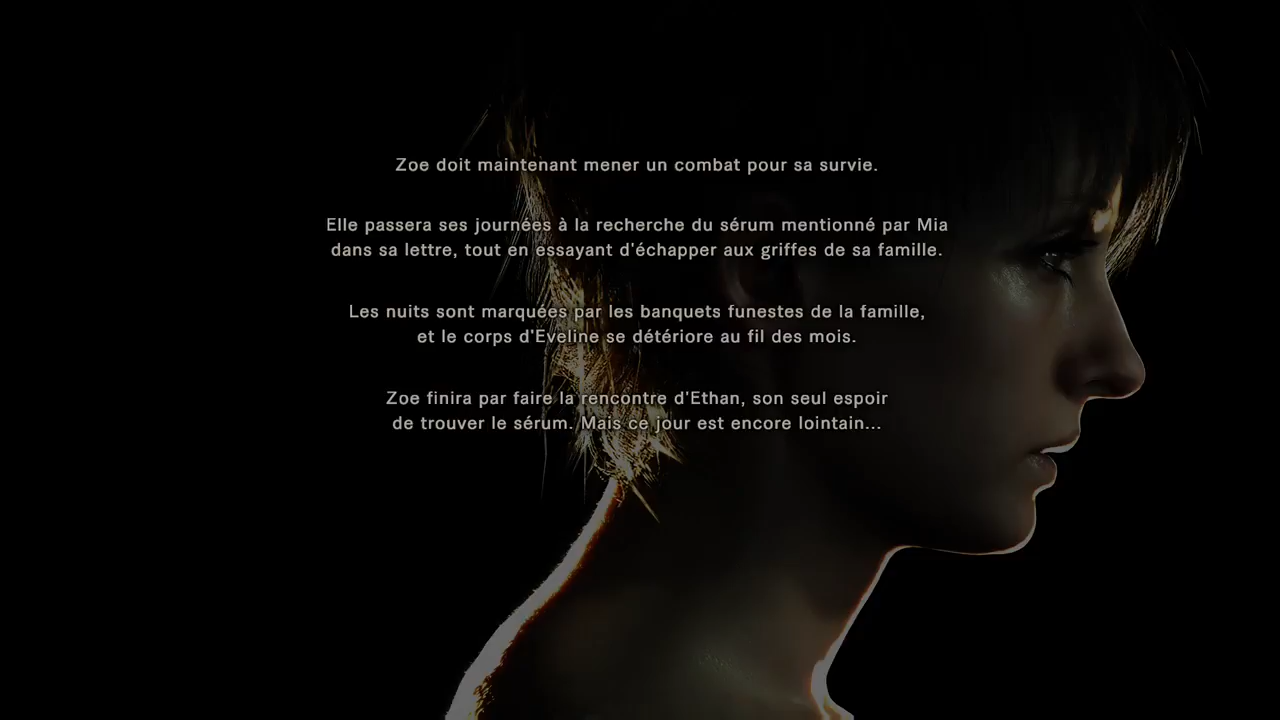 Zoe doit maintenant mener un combat pour sa survie.
Elle passera ses journées à la recherche du sérum mentionné par Mia
dans sa lettre, tout en essayant d'échapper aux griffes de sa famille.
Les nuits sont marquées par les banquets funestes de la famille,
et le corps d'Eveline se détériore au fil des mois.
Zoe finira par faire la rencontre d'Ethan, son seul espoir
de trouver le sérum. Mais ce jour est encore lointain...